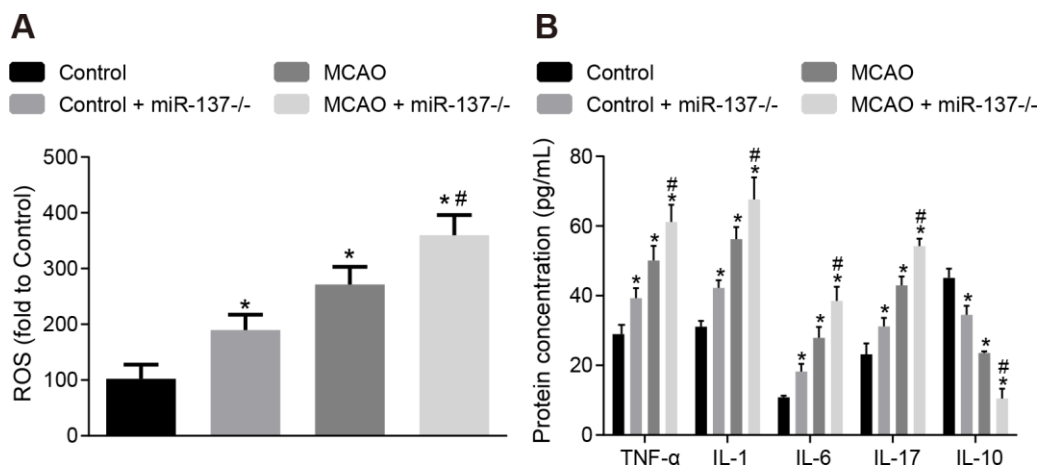 A
Control
MCAO
Control + miR-137-/-
MCAO + miR-137-/-
ROS (fold to Control)
500
400
300
200
100
0
*
*
* #
B
Control
MCAO
Control + miR-137-/-
MCAO + miR-137-/-
Protein concentration (pg/mL)
80
60
40
20
0
*
*
#
*
*
*
#
*
*
*
#
*
*
*
#
*
*
*
#
*
TNF-α
IL-1
IL-6
IL-17
IL-10